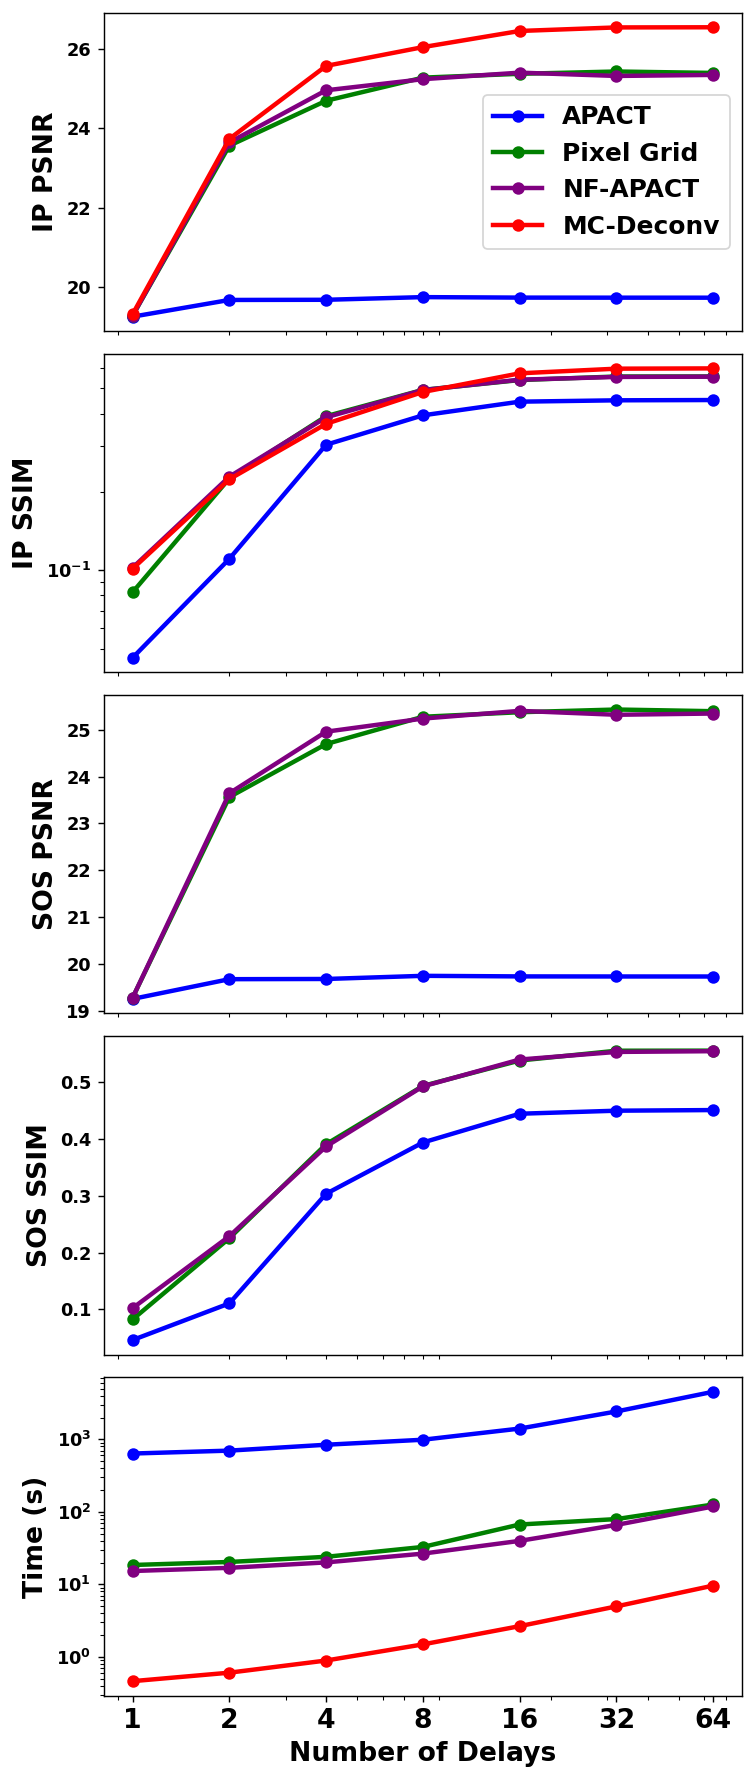 IP PSNR
26
24
22
20
APACT
Pixel Grid
NF-APACT
MC-Deconv
IP SSIM
10⁻¹
SOS PSNR
25
24
23
22
21
20
19
SOS SSIM
0.5
0.4
0.3
0.2
0.1
Time (s)
10³
10²
10¹
10⁰
1 2 4 8 16 32 64
Number of Delays